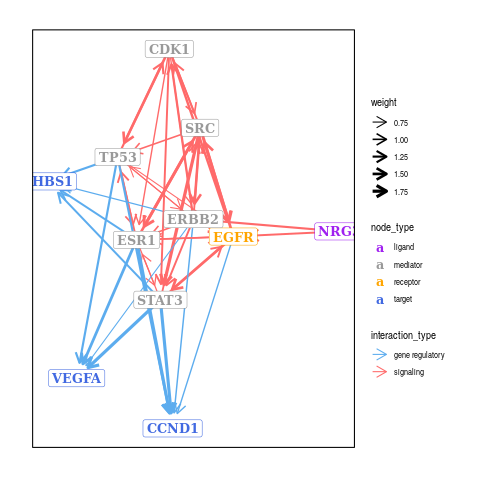 CDK1
SRC
TP53
HBS1
ERBB2
ESR1
EGFR
NRG
STAT3
VEGFA
CCND1
weight
0.75
1.00
1.25
1.50
1.75
node_type
a ligand
a mediator
a receptor
a target
interaction_type
gene regulatory
signaling